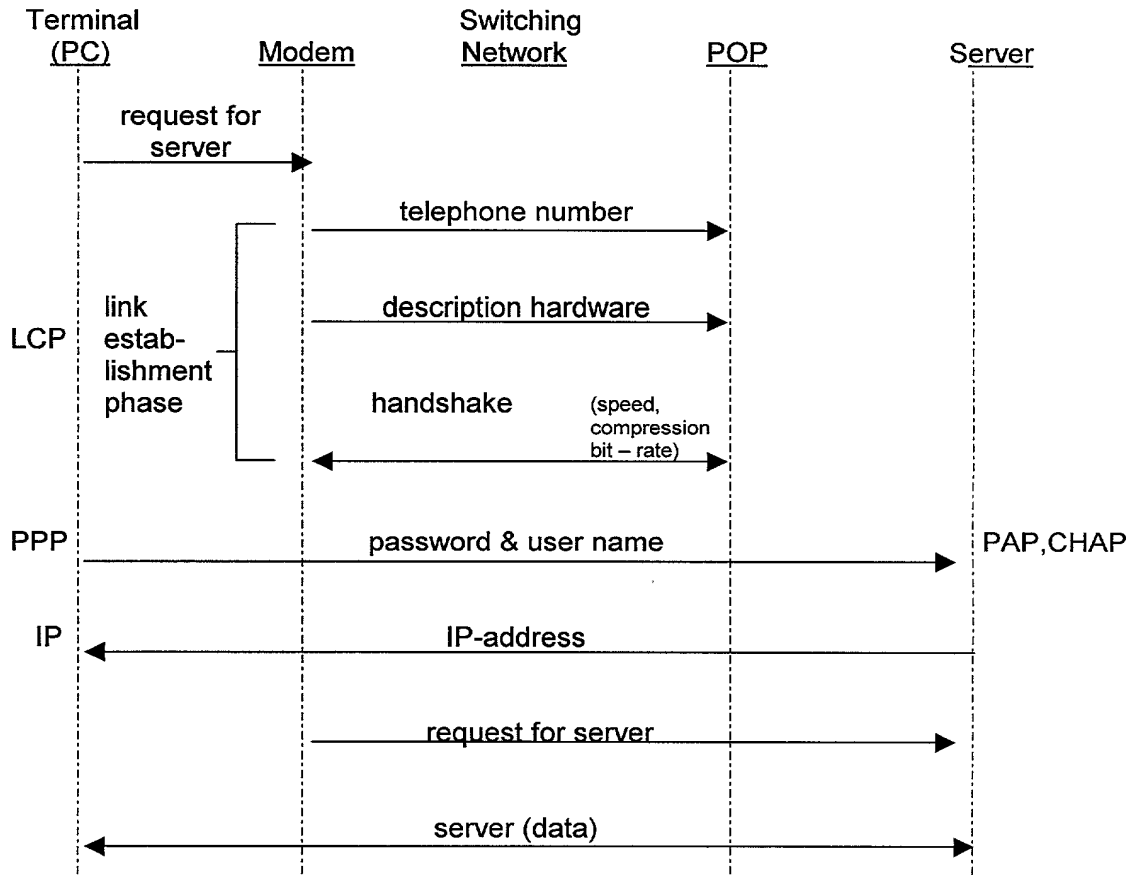 Terminal
(PC)
Modem
Switching
Network
POP
Server
request for
server
telephone number
description hardware
LCP
link
estab-
lishment
phase
handshake
(speed,
compression
bit – rate)
PPP
password & user name
PAP,CHAP
IP
IP-address
request for server
server (data)